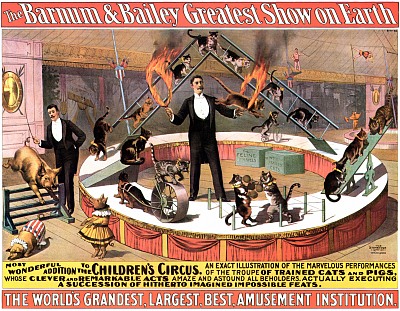 The Barnum & Bailey Greatest Show on Earth
FELINE
MOST WONDERFUL ADDITION TO THE CHILDREN'S CIRCUS. AN EXACT ILLUSTRATION OF THE MARVELOUS PERFORMANCES OF THE TROUPE OF TRAINED CATS AND PIGS,
WHOSE CLEVER AND REMARKABLE ACTS AMAZE AND ASTOUND ALL BEHOLDERS, ACTUALLY EXECUTING
A SUCCESSION OF HITHERTO IMAGINED IMPOSSIBLE FEATS.
THE WORLD'S GRANDEST, LARGEST, BEST, AMUSEMENT INSTITUTION.